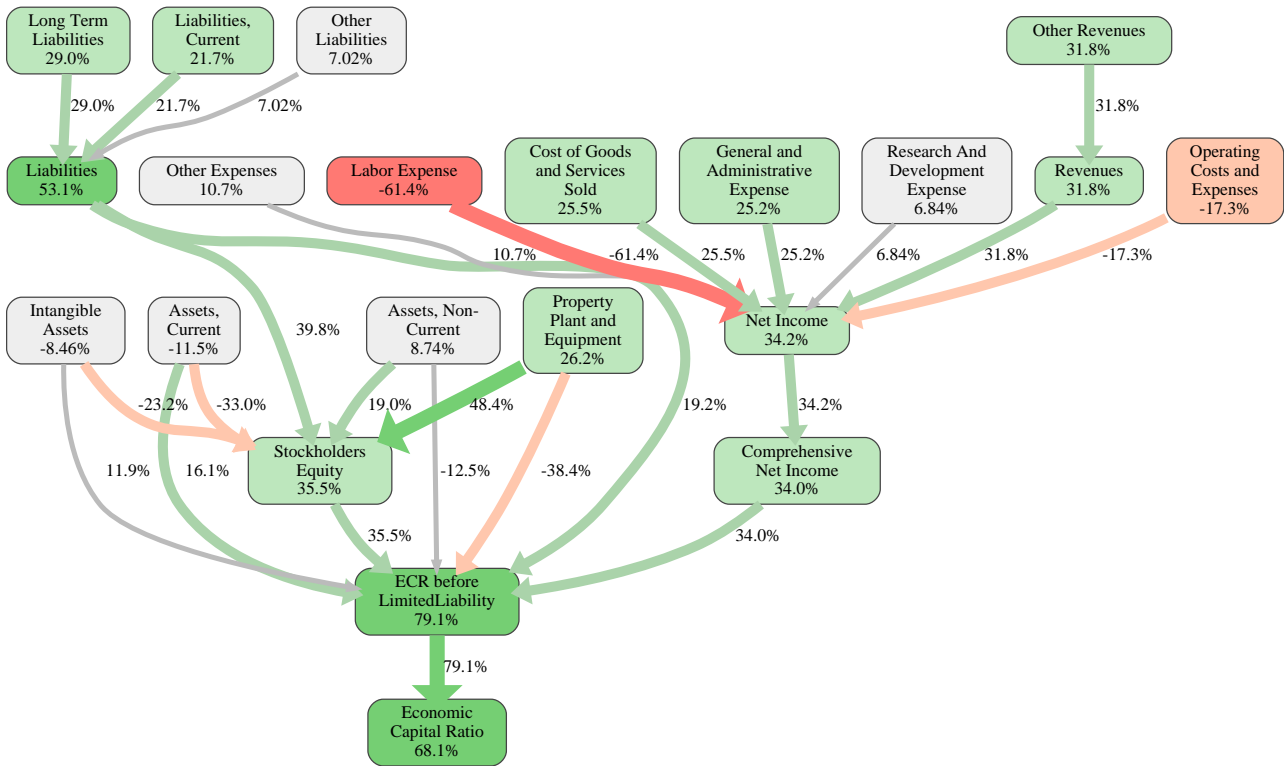 Long Term
Liabilities
29.0%
Liabilities,
Current
21.7%
Other
Liabilities
7.02%
Other Revenues
31.8%
29.0%
21.7%
7.02%
31.8%
Liabilities
53.1%
Other Expenses
10.7%
Labor Expense
-61.4%
Cost of Goods
and Services
Sold
25.5%
General and
Administrative
Expense
25.2%
Research And
Development
Expense
6.84%
Revenues
31.8%
Operating
Costs and
Expenses
-17.3%
10.7%
-61.4%
25.5%
25.2%
6.84%
31.8%
-17.3%
Intangible
Assets
-8.46%
Assets,
Current
-11.5%
39.8%
Assets, Non-
Current
8.74%
Property
Plant and
Equipment
26.2%
Net Income
34.2%
-23.2%
-33.0%
19.0%
48.4%
19.2%
34.2%
Stockholders
Equity
35.5%
Comprehensive
Net Income
34.0%
11.9%
16.1%
-12.5%
-38.4%
35.5%
34.0%
ECR before
LimitedLiability
79.1%
79.1%
Economic
Capital Ratio
68.1%